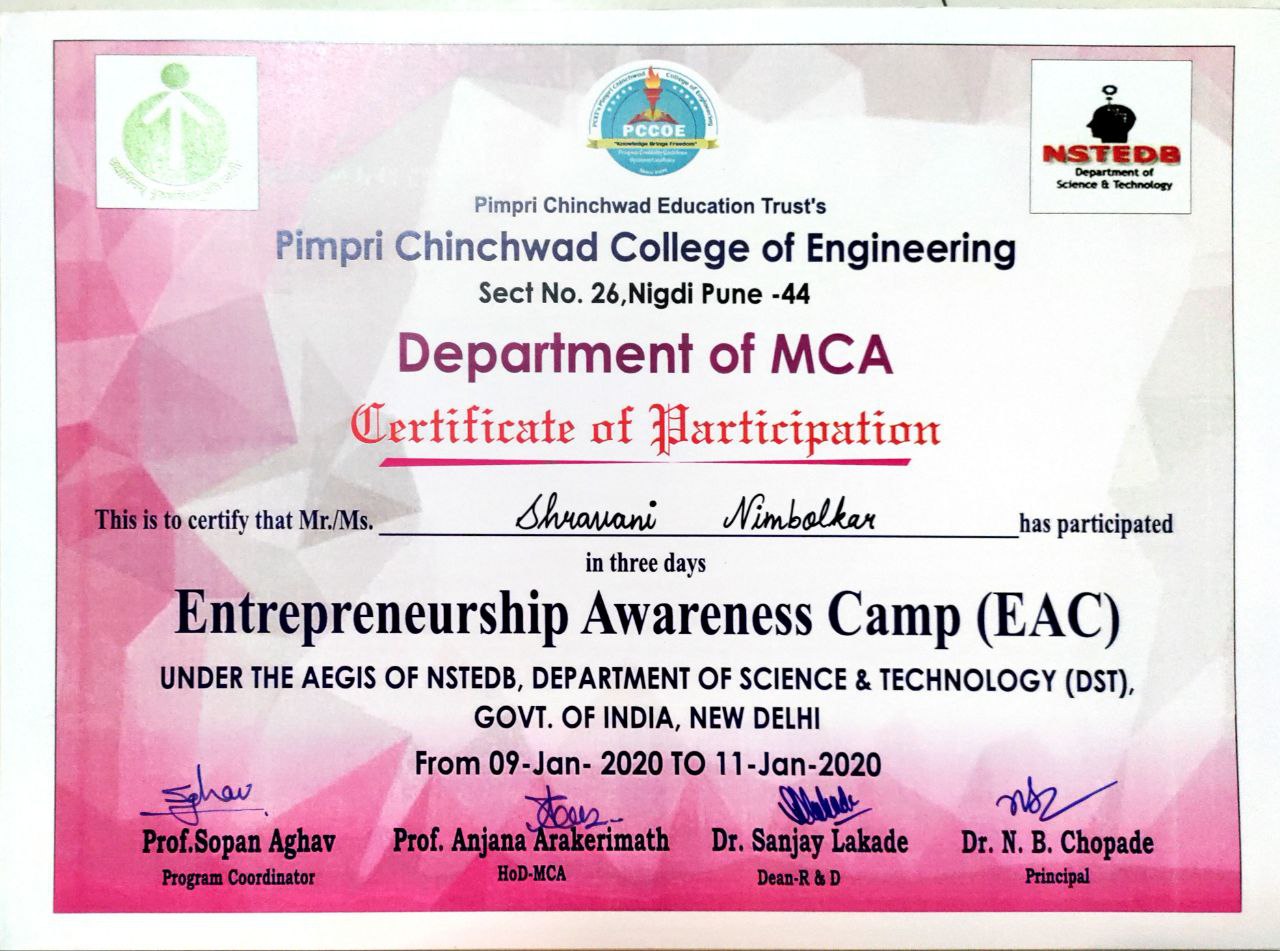 PCCOE
"Knowledge Brings Freedom"
NSTEDB
Department of
Science & Technology
Pimpri Chinchwad Education Trust's
Pimpri Chinchwad College of Engineering
Sect No. 26,Nigdi Pune -44
Department of MCA
Certificate of Participation
This is to certify that Mr./Ms. Shravani Nimbolkar has participated
in three days
Entrepreneurship Awareness Camp (EAC)
UNDER THE AEGIS OF NSTEDB, DEPARTMENT OF SCIENCE & TECHNOLOGY (DST),
GOVT. OF INDIA, NEW DELHI
From 09-Jan- 2020 TO 11-Jan-2020
Prof.Sopan Aghav Prof. Anjana Arakerimath Dr. Sanjay Lakade Dr. N. B. Chopade
Program Coordinator HoD-MCA Dean-R & D Principal